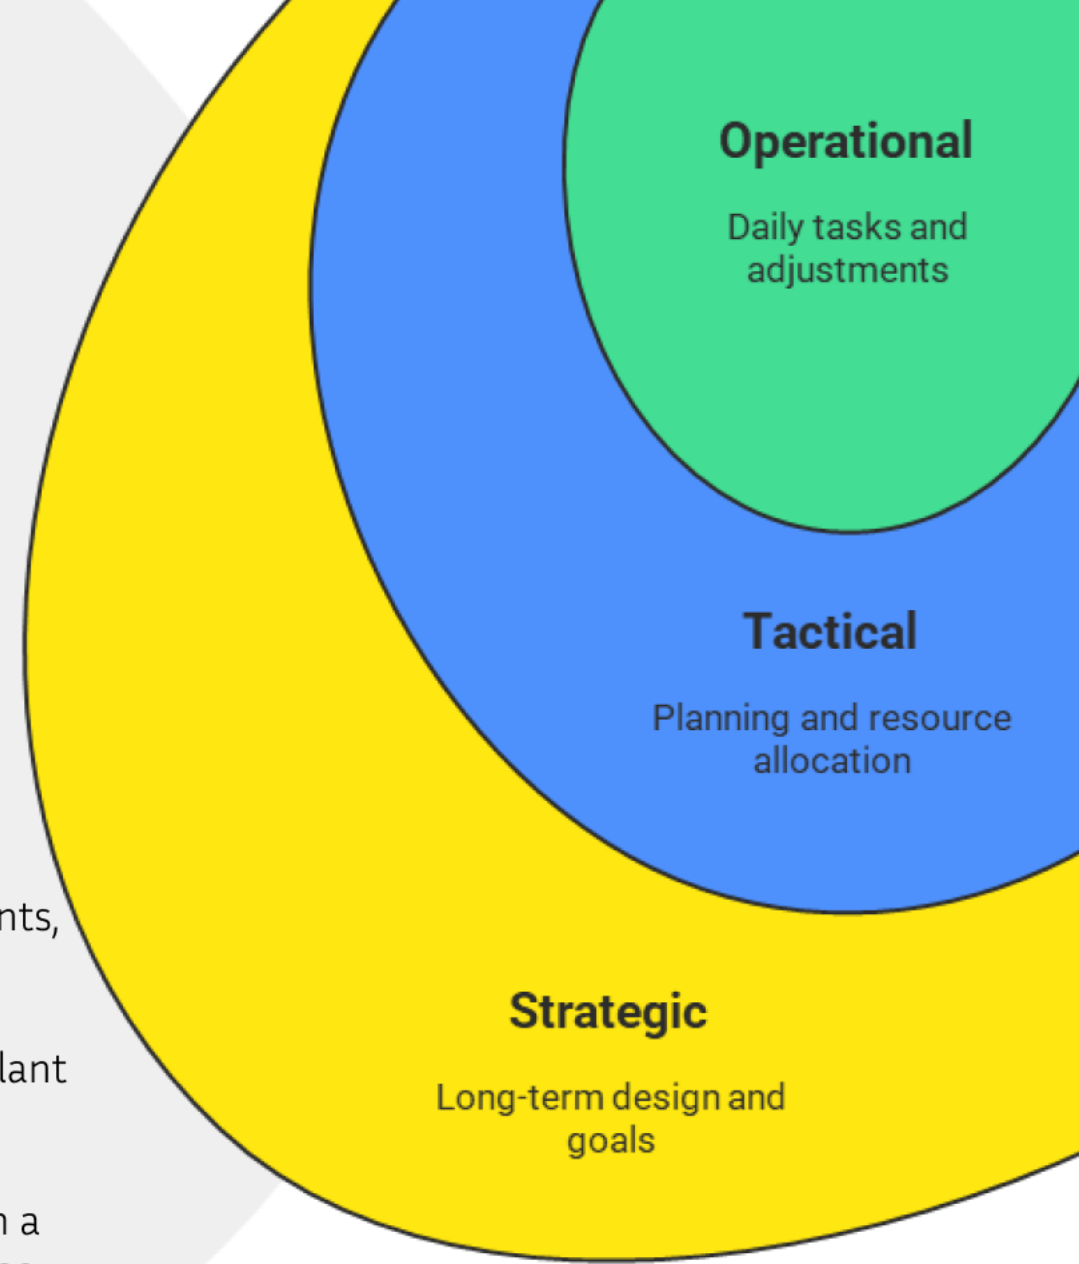 Operational
Daily tasks and
adjustments
Tactical
Planning and resource
allocation
nts,
Strategic
lant
Long-term design and
goals
n a